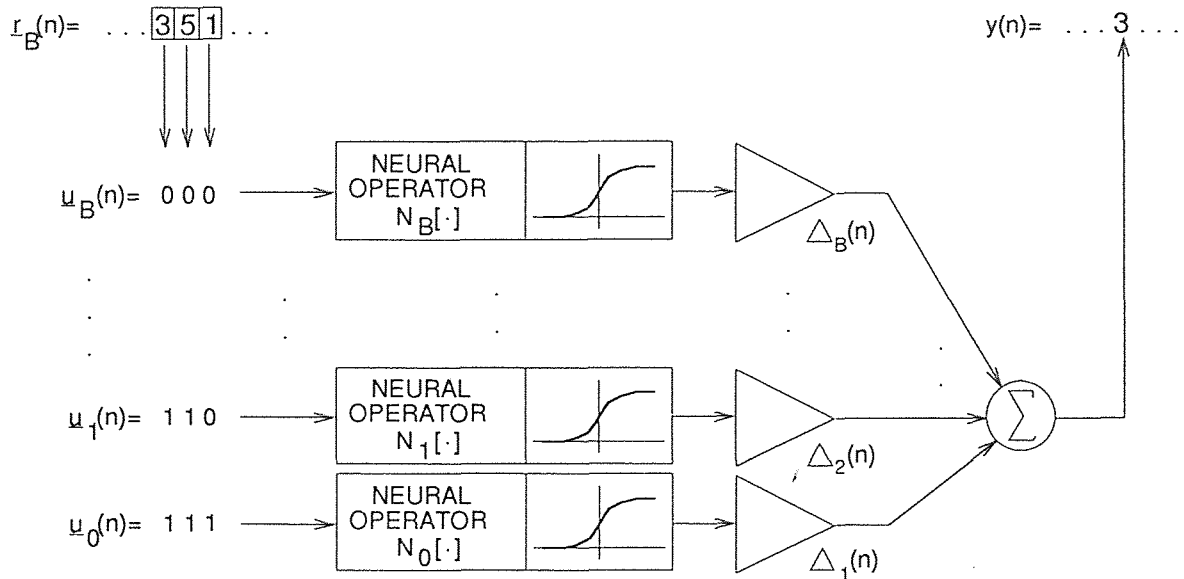 r_B(n)= . . . 3 5 1 . . .
y(n)= . . . 3 . . .
u_B(n)= 0 0 0
NEURAL
OPERATOR
N_B[·]
△_B(n)
u_1(n)= 1 1 0
NEURAL
OPERATOR
N_1[·]
△_2(n)
Σ
u_0(n)= 1 1 1
NEURAL
OPERATOR
N_0[·]
△_1(n)